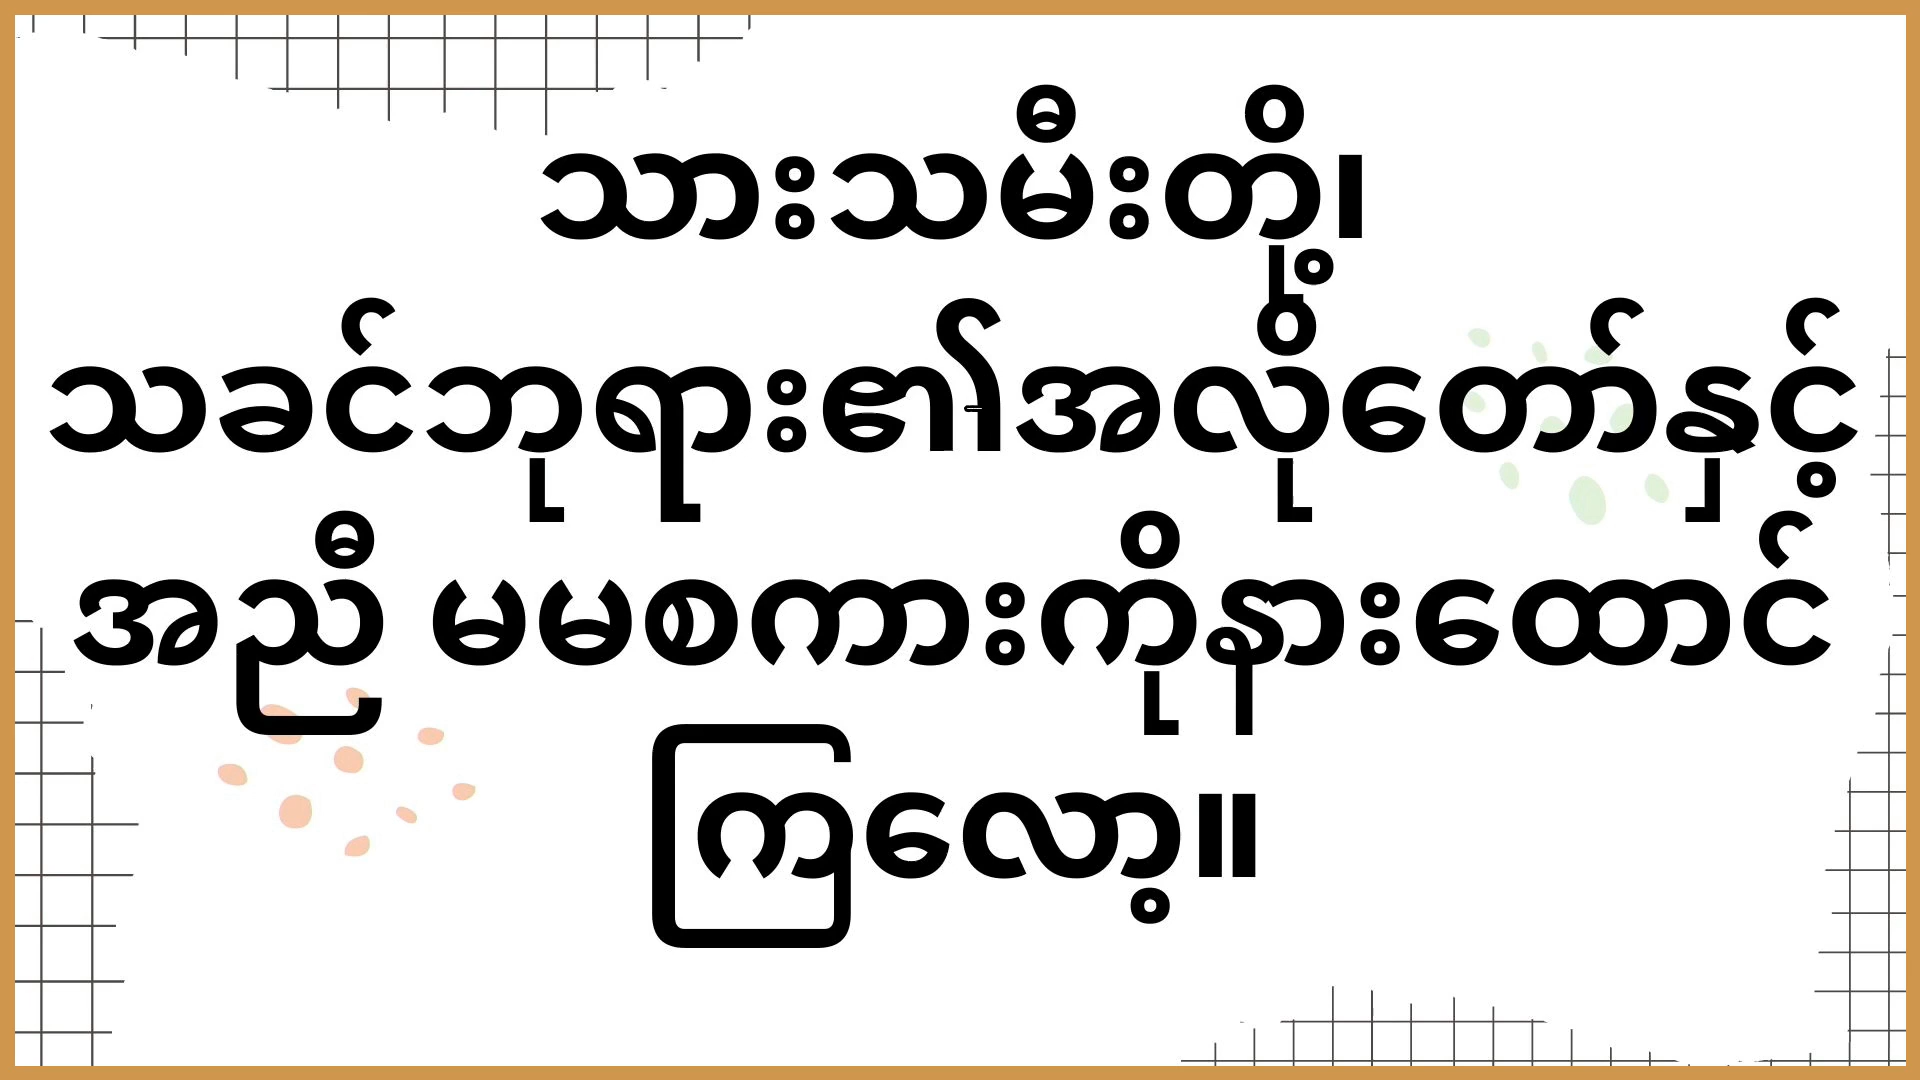 သားသမီးတို့၊
သခင်ဘုရား၏အလိုတော်နှင့်
အညီ မမစကားကိုနားထောင်
ကြလော့။